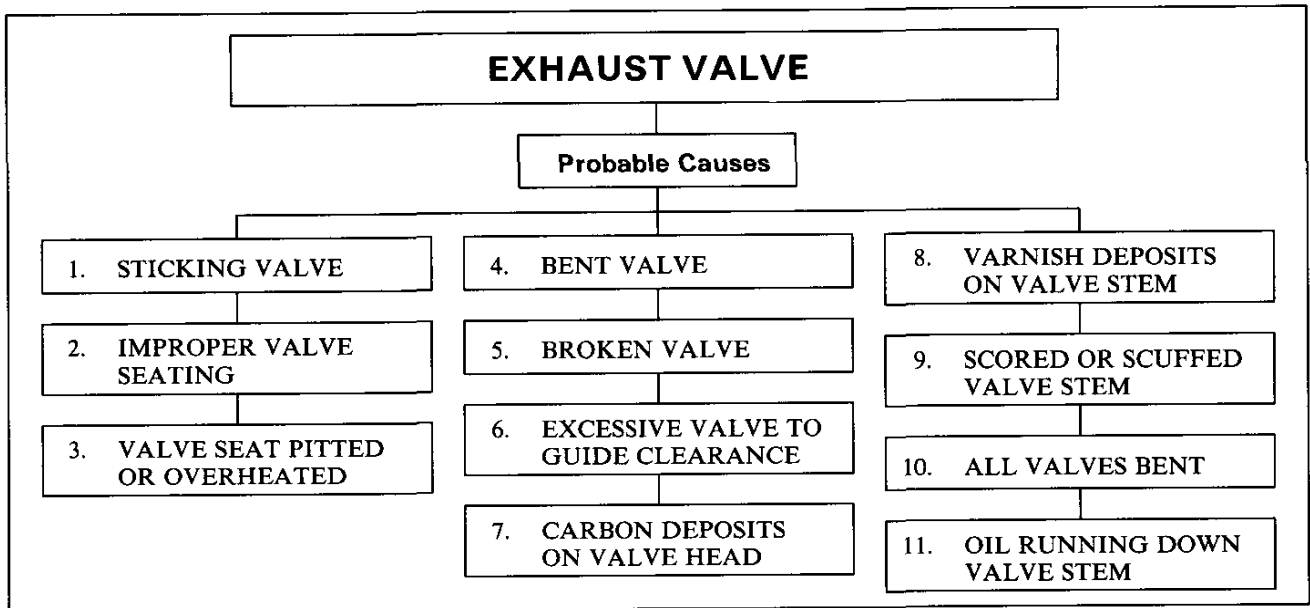 EXHAUST VALVE
Probable Causes
1. STICKING VALVE
2. IMPROPER VALVE
SEATING
3. VALVE SEAT PITTED
OR OVERHEATED
4. BENT VALVE
5. BROKEN VALVE
6. EXCESSIVE VALVE TO
GUIDE CLEARANCE
7. CARBON DEPOSITS
ON VALVE HEAD
8. VARNISH DEPOSITS
ON VALVE STEM
9. SCORED OR SCUFFED
VALVE STEM
10. ALL VALVES BENT
11. OIL RUNNING DOWN
VALVE STEM